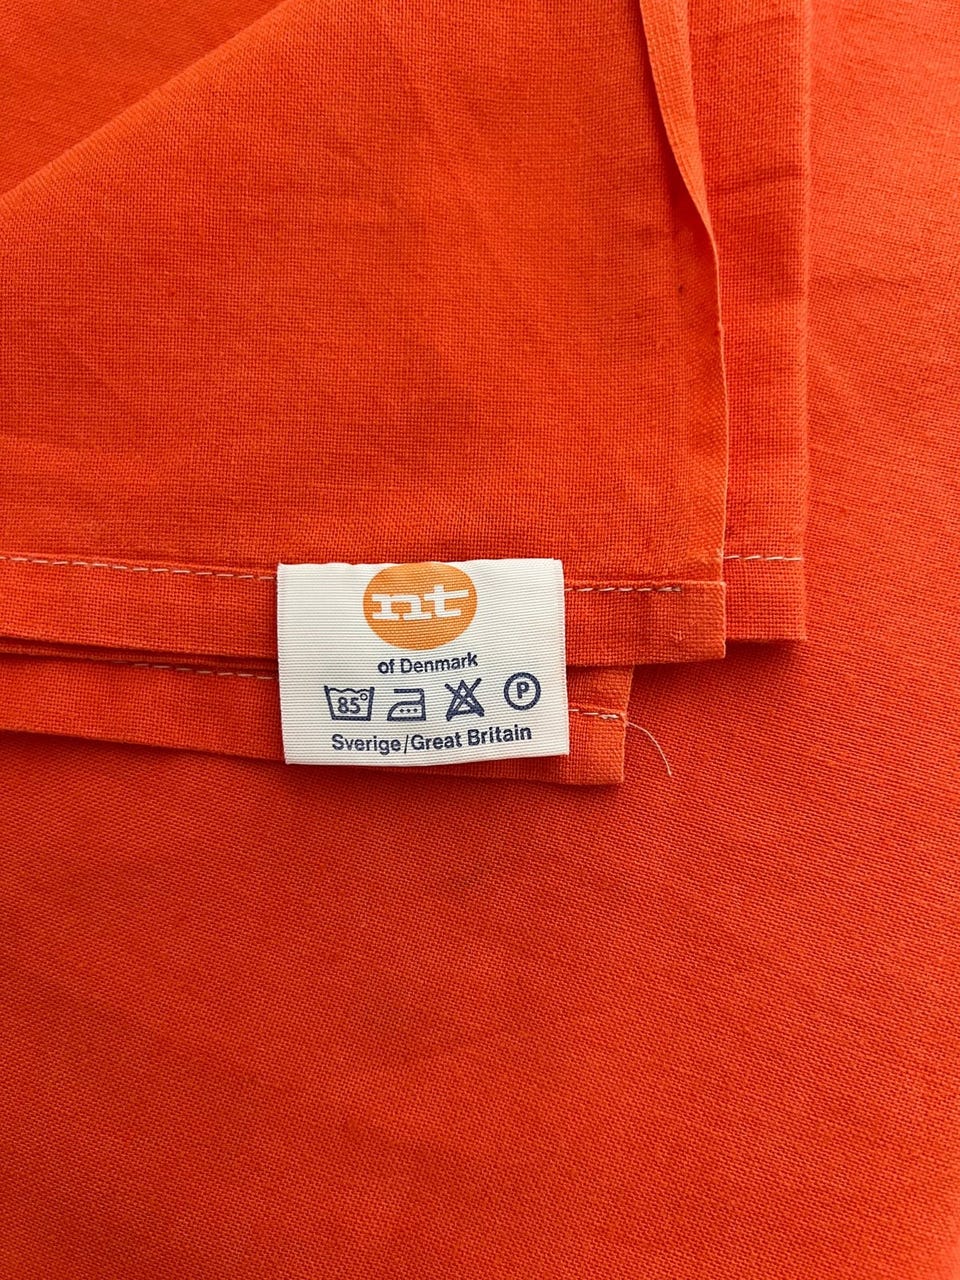 nt
of Denmark
85° P
Sverige/Great Britain